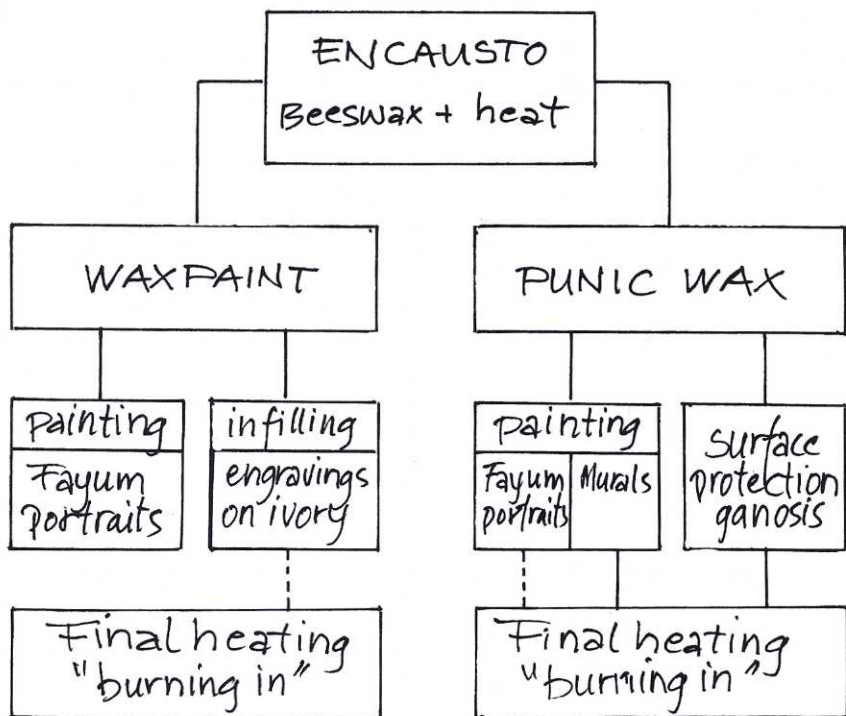 ENCAUSTO
Beeswax + heat
WAXPAINT
PUNIC WAX
painting
Fayum
portraits
infilling
engravings
on ivory
painting
Fayum
portraits
Murals
surface
protection
ganosis
Final heating
"burning in"
Final heating
"burning in"